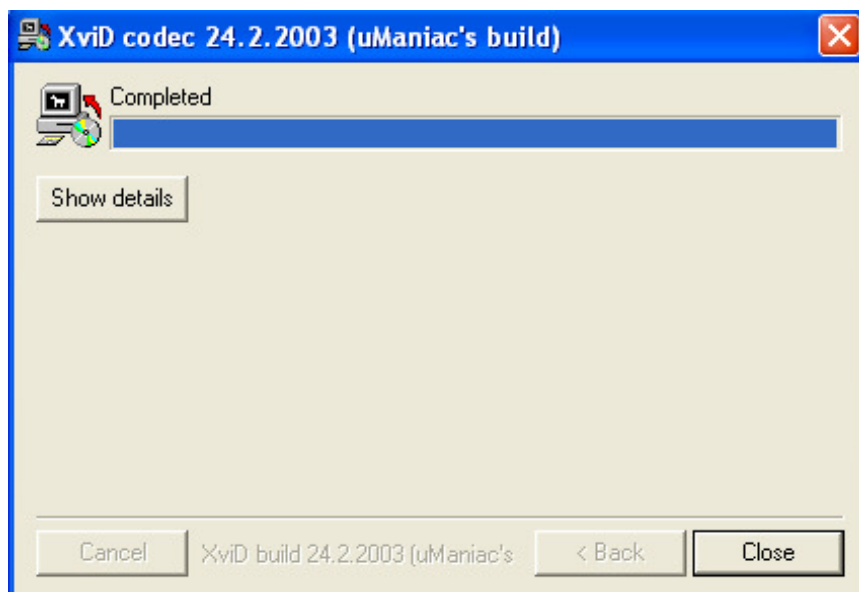 XviD codec 24.2.2003 (uManiac's build)
Completed
Show details
Cancel XviD build 24.2.2003 (uManiac's < Back Close